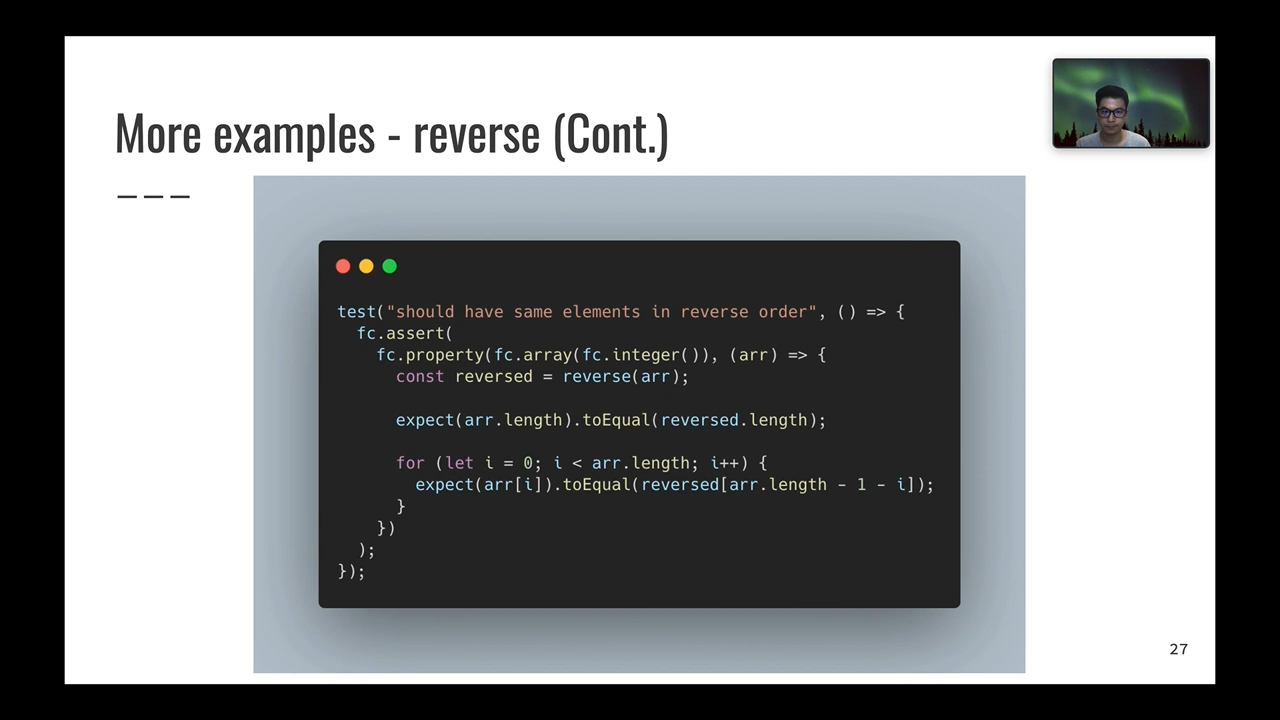 More examples - reverse (Cont.)
test("should have same elements in reverse order", () => {
  fc.assert(
    fc.property(fc.array(fc.integer()), (arr) => {
      const reversed = reverse(arr);
      expect(arr.length).toEqual(reversed.length);
      for (let i = 0; i < arr.length; i++) {
        expect(arr[i]).toEqual(reversed[arr.length - 1 - i]);
      }
    })
  );
});
27